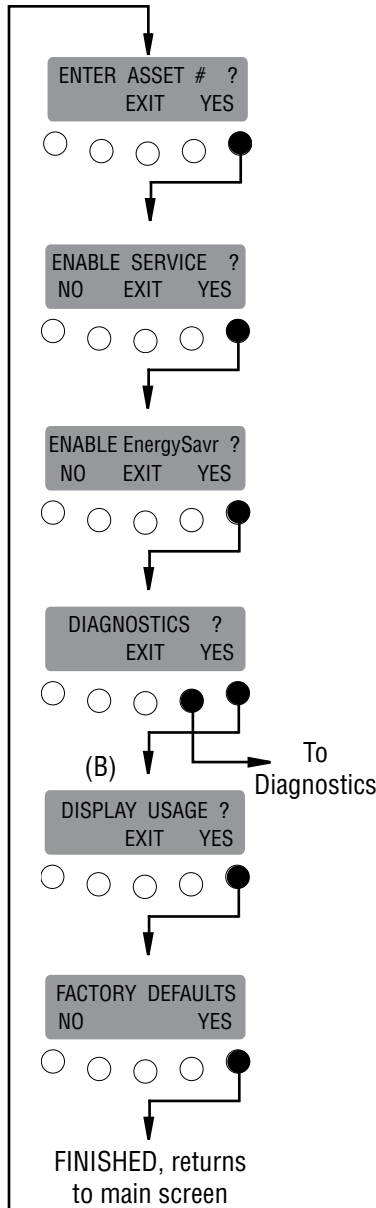 ENTER ASSET # ?
EXIT YES
ENABLE SERVICE ?
NO EXIT YES
ENABLE EnergySavr ?
NO EXIT YES
DIAGNOSTICS ?
EXIT YES
To
Diagnostics
(B)
DISPLAY USAGE ?
EXIT YES
FACTORY DEFAULTS
NO YES
FINISHED, returns
to main screen